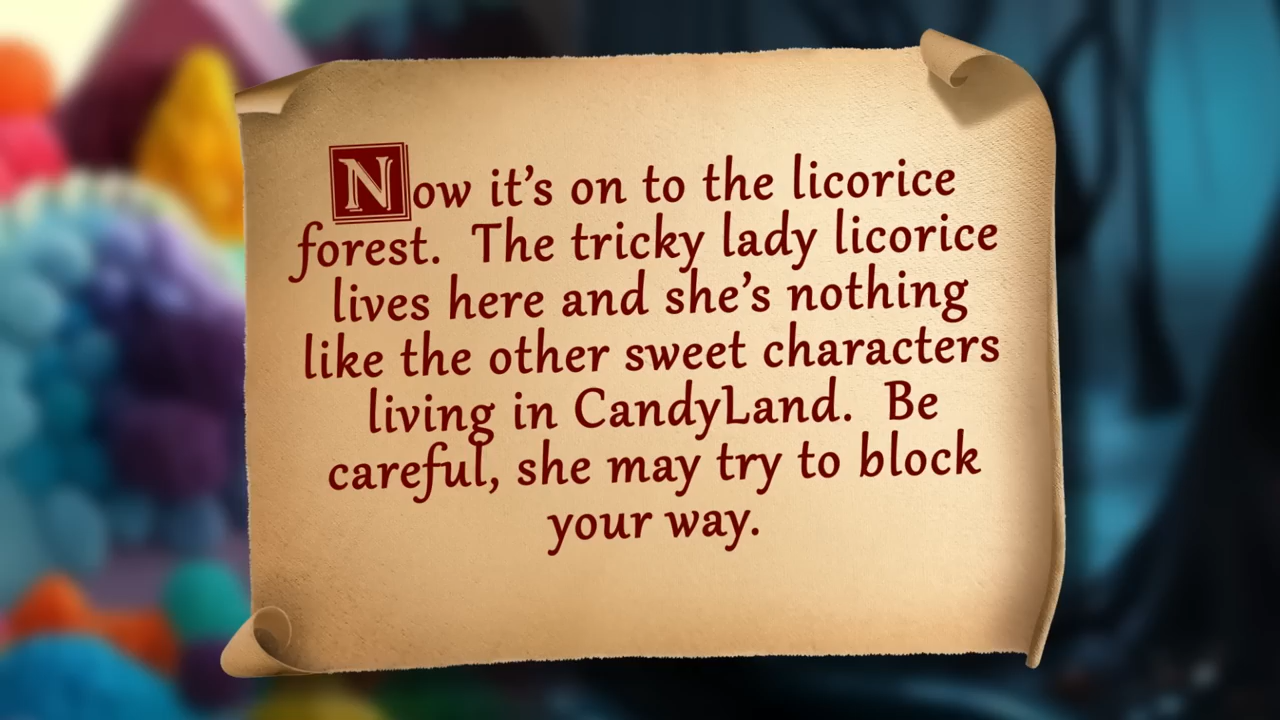 Now it’s on to the licorice
forest.  The tricky lady licorice
lives here and she’s nothing
like the other sweet characters
living in CandyLand.  Be
careful, she may try to block
your way.